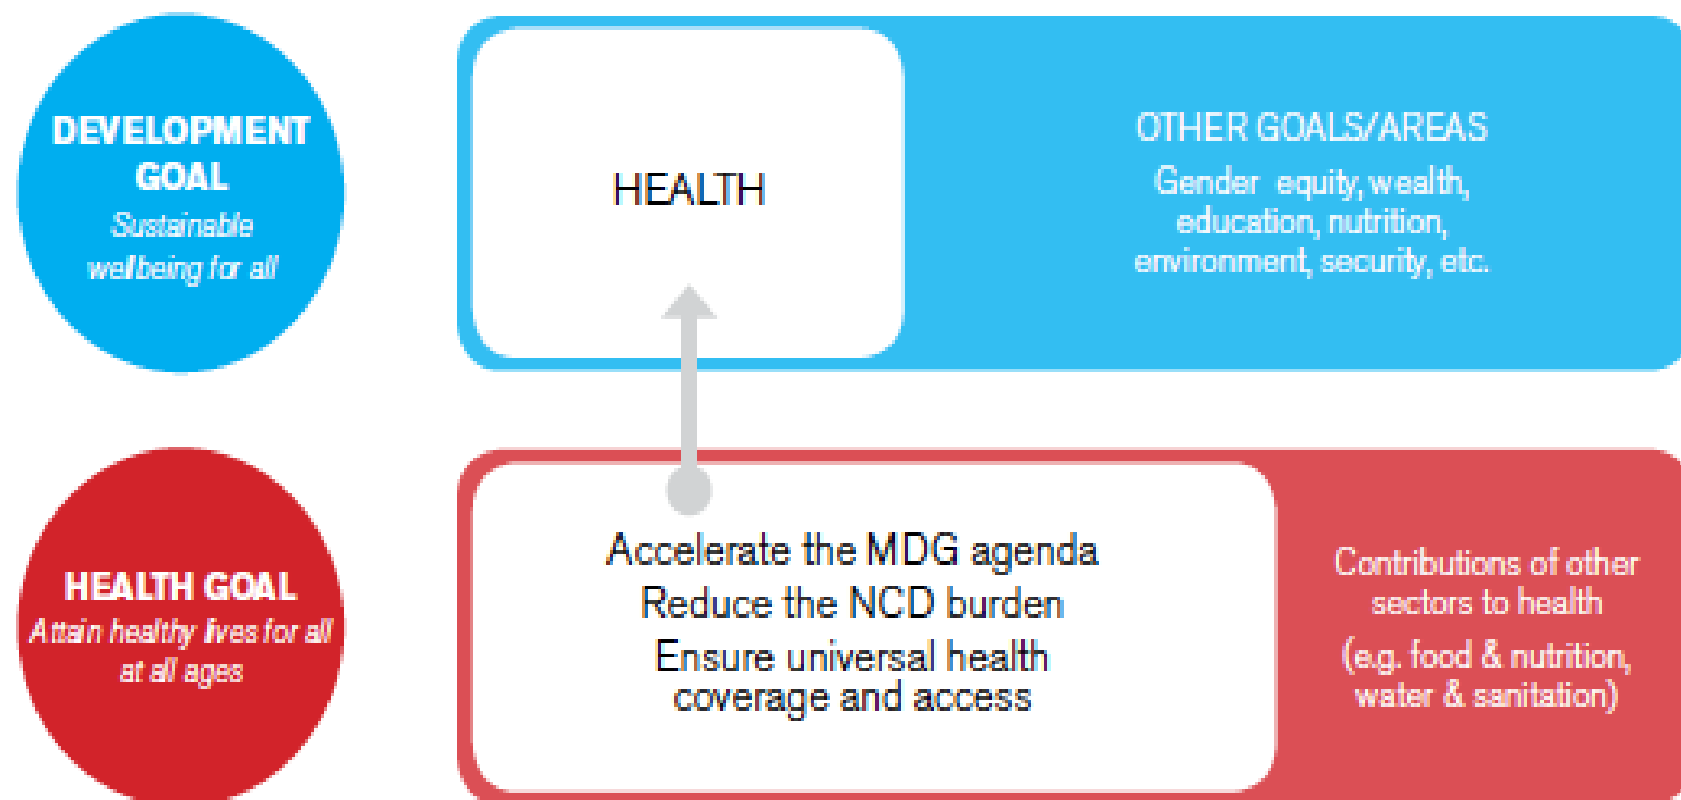 DEVELOPMENT
GOAL
Sustainable
wellbeing for all
HEALTH
OTHER GOALS/AREAS
Gender equity, wealth,
education, nutrition,
environment, security, etc.
HEALTH GOAL
Attain healthy lives for all
at all ages
Accelerate the MDG agenda
Reduce the NCD burden
Ensure universal health
coverage and access
Contributions of other
sectors to health
(e.g. food & nutrition,
water & sanitation)